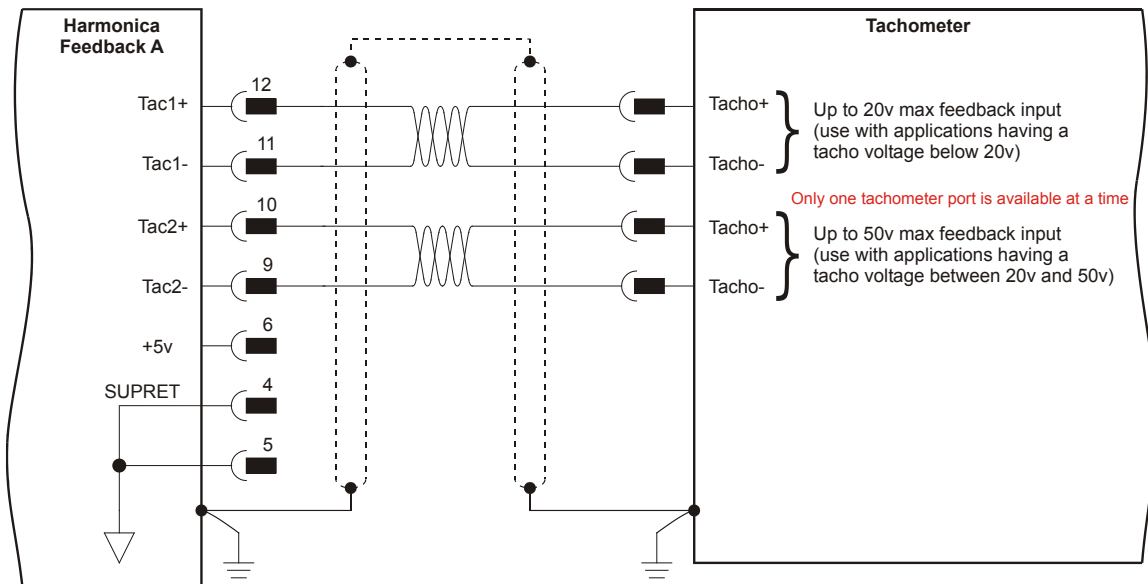 Harmonica
Feedback A
Tachometer
12
Tac1+
Tacho+
Up to 20v max feedback input
(use with applications having a
tacho voltage below 20v)
11
Tac1-
Tacho-
Only one tachometer port is available at a time
10
Tac2+
Tacho+
Up to 50v max feedback input
(use with applications having a
tacho voltage between 20v and 50v)
9
Tac2-
Tacho-
6
+5v
SUPRET
4
5